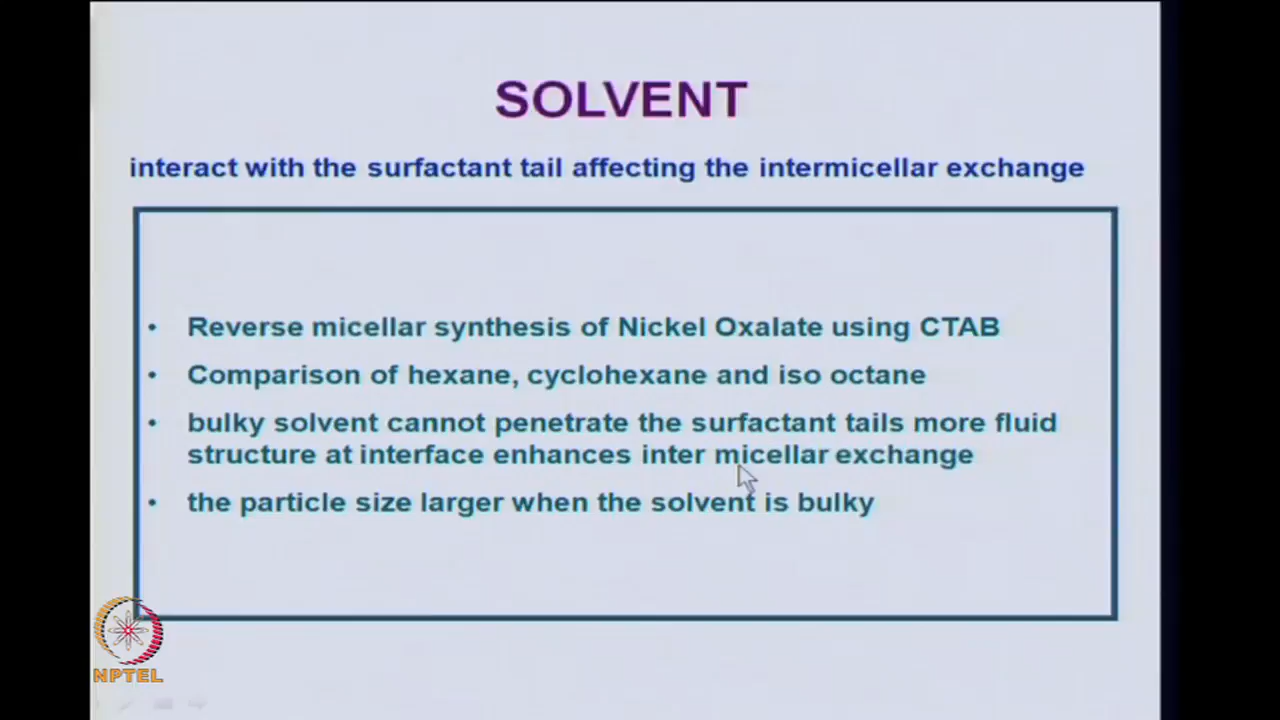 SOLVENT
interact with the surfactant tail affecting the intermicellar exchange
• Reverse micellar synthesis of Nickel Oxalate using CTAB
• Comparison of hexane, cyclohexane and iso octane
• bulky solvent cannot penetrate the surfactant tails more fluid
structure at interface enhances inter micellar exchange
• the particle size larger when the solvent is bulky
NPTEL